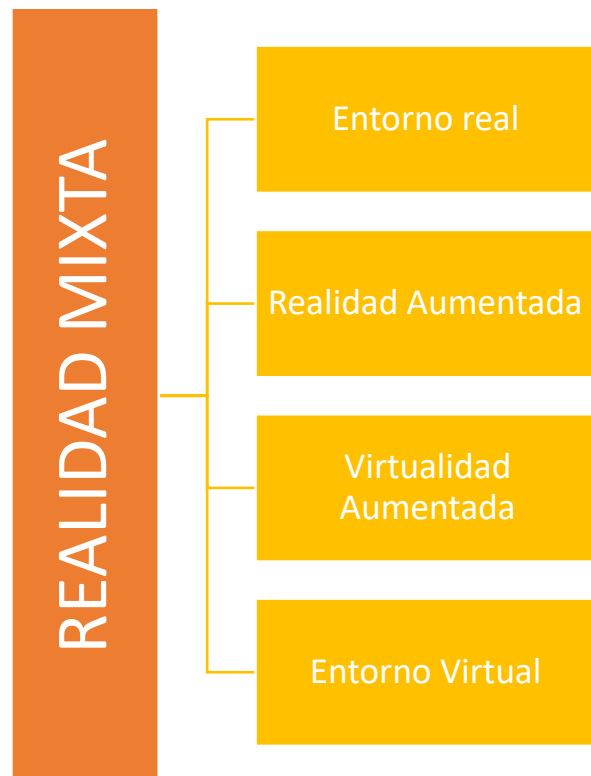 REALIDAD MIXTA
Entorno real
Realidad Aumentada
Virtualidad
Aumentada
Entorno Virtual